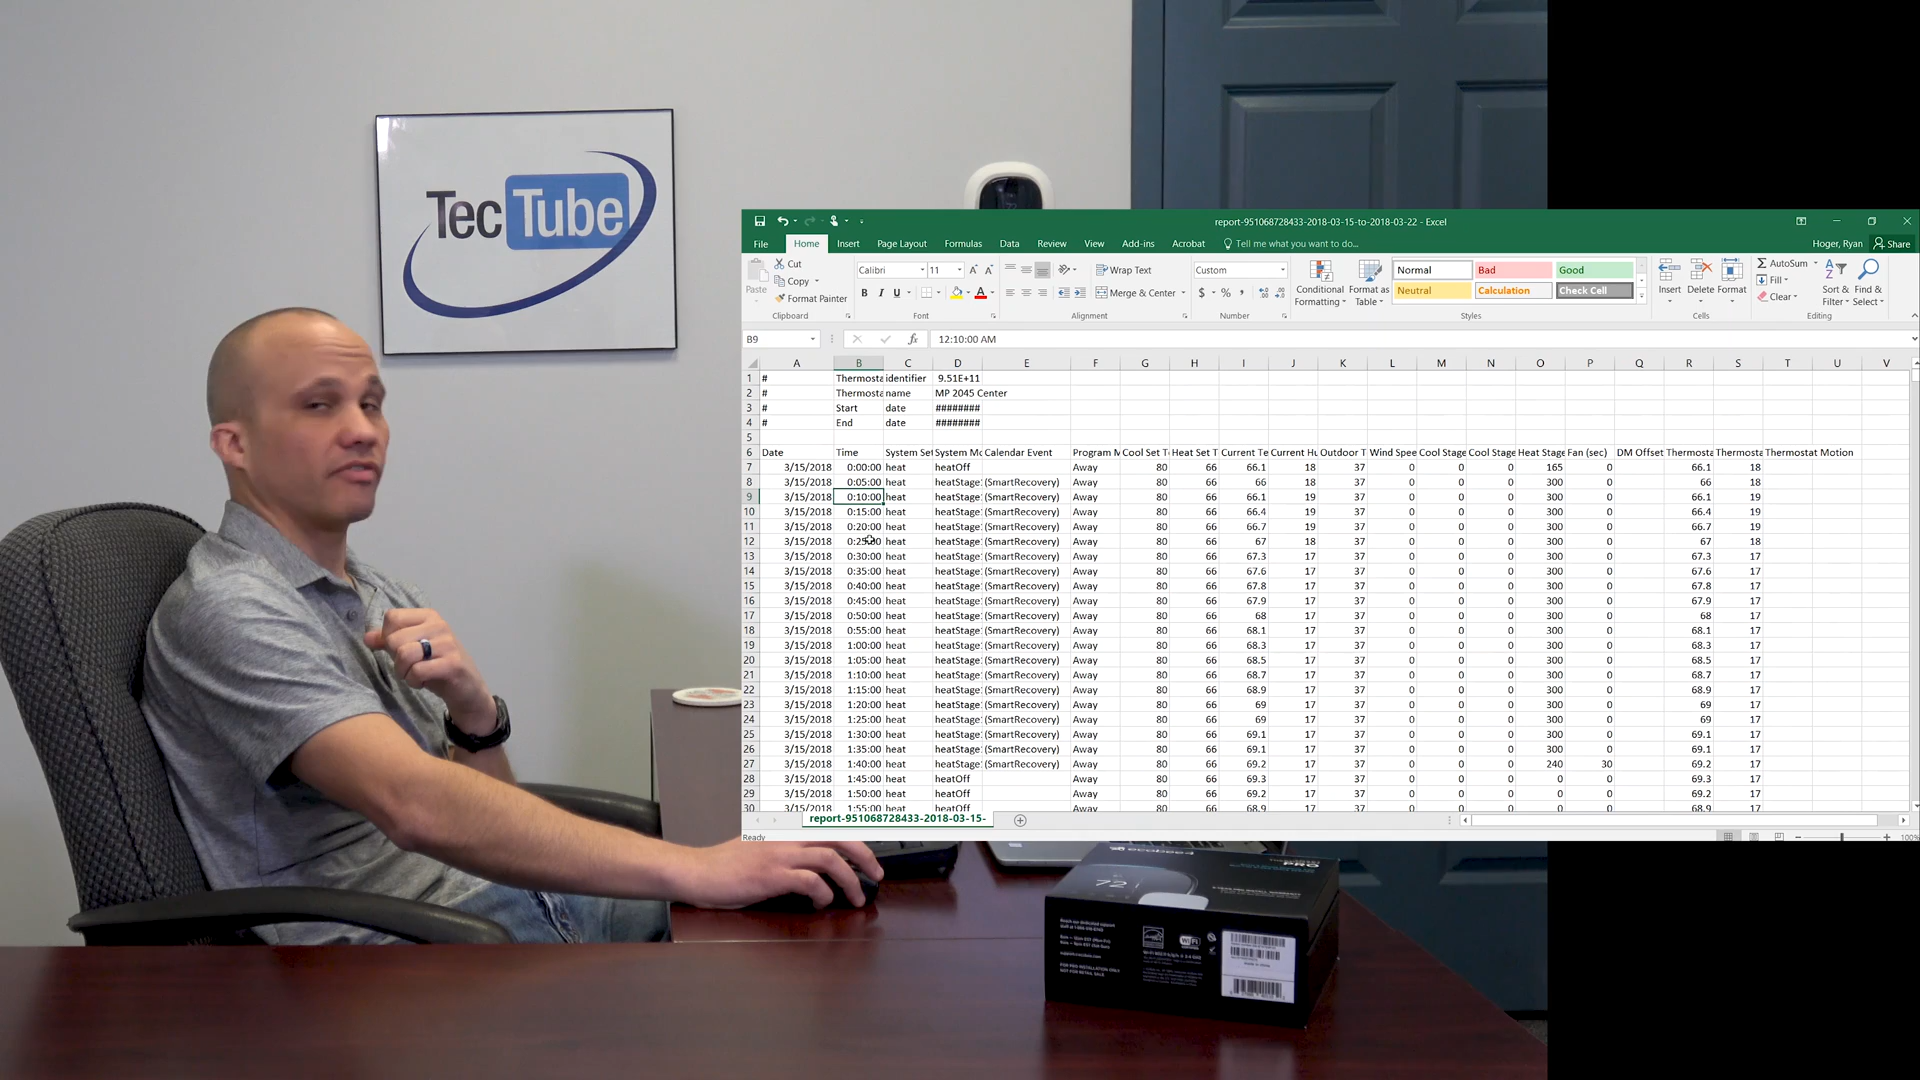 TecTube
report-951068728433-2018-03-15-to-2018-03-22 - Excel
File Home Insert Page Layout Formulas Data Review View Add-ins Acrobat Tell me what you want to do... Hoger, Ryan Share
Paste Cut Copy Format Painter Clipboard
Calibri 11 B I U Font
Wrap Text Merge & Center Alignment
Custom $ % , Number
Conditional Formatting Format as Table
Normal Bad Good
Neutral Calculation Check Cell
Styles
Insert Delete Format Cells
AutoSum Fill Clear Sort & Filter Find & Select Editing
B9 fx 12:10:00 AM
A B C D E F G H I J K L M N O P Q R S T U V
1 # Thermosta identifier 9.51E+11
2 # Thermosta name MP 2045 Center
3 # Start date ########
4 # End date ########
5
6 Date Time System Set System Mo Calendar Event Program M Cool Set T Heat Set T Current Te Current Hu Outdoor T Wind Spee Cool Stage Cool Stage Heat Stage Fan (sec) DM Offset Thermosta Thermosta Thermostat Motion
7 3/15/2018 0:00:00 heat heatOff Away 80 66 66.1 18 37 0 0 0 165 0 66.1 18
8 3/15/2018 0:05:00 heat heatStage (SmartRecovery) Away 80 66 66 18 37 0 0 0 300 0 66 18
9 3/15/2018 0:10:00 heat heatStage (SmartRecovery) Away 80 66 66.1 19 37 0 0 0 300 0 66.1 19
10 3/15/2018 0:15:00 heat heatStage (SmartRecovery) Away 80 66 66.4 19 37 0 0 0 300 0 66.4 19
11 3/15/2018 0:20:00 heat heatStage (SmartRecovery) Away 80 66 66.7 19 37 0 0 0 300 0 66.7 19
12 3/15/2018 0:25:00 heat heatStage (SmartRecovery) Away 80 66 67 18 37 0 0 0 300 0 67 18
13 3/15/2018 0:30:00 heat heatStage (SmartRecovery) Away 80 66 67.3 17 37 0 0 0 300 0 67.3 17
14 3/15/2018 0:35:00 heat heatStage (SmartRecovery) Away 80 66 67.6 17 37 0 0 0 300 0 67.6 17
15 3/15/2018 0:40:00 heat heatStage (SmartRecovery) Away 80 66 67.8 17 37 0 0 0 300 0 67.8 17
16 3/15/2018 0:45:00 heat heatStage (SmartRecovery) Away 80 66 67.9 17 37 0 0 0 300 0 67.9 17
17 3/15/2018 0:50:00 heat heatStage (SmartRecovery) Away 80 66 68 17 37 0 0 0 300 0 68 17
18 3/15/2018 0:55:00 heat heatStage (SmartRecovery) Away 80 66 68.1 17 37 0 0 0 300 0 68.1 17
19 3/15/2018 1:00:00 heat heatStage (SmartRecovery) Away 80 66 68.3 17 37 0 0 0 300 0 68.3 17
20 3/15/2018 1:05:00 heat heatStage (SmartRecovery) Away 80 66 68.5 17 37 0 0 0 300 0 68.5 17
21 3/15/2018 1:10:00 heat heatStage (SmartRecovery) Away 80 66 68.7 17 37 0 0 0 300 0 68.7 17
22 3/15/2018 1:15:00 heat heatStage (SmartRecovery) Away 80 66 68.9 17 37 0 0 0 300 0 68.9 17
23 3/15/2018 1:20:00 heat heatStage (SmartRecovery) Away 80 66 69 17 37 0 0 0 300 0 69 17
24 3/15/2018 1:25:00 heat heatStage (SmartRecovery) Away 80 66 69 17 37 0 0 0 300 0 69 17
25 3/15/2018 1:30:00 heat heatStage (SmartRecovery) Away 80 66 69.1 17 37 0 0 0 300 0 69.1 17
26 3/15/2018 1:35:00 heat heatStage (SmartRecovery) Away 80 66 69.1 17 37 0 0 0 300 0 69.1 17
27 3/15/2018 1:40:00 heat heatStage (SmartRecovery) Away 80 66 69.2 17 37 0 0 0 240 30 69.2 17
28 3/15/2018 1:45:00 heat heatOff Away 80 66 69.3 17 37 0 0 0 0 0 69.3 17
29 3/15/2018 1:50:00 heat heatOff Away 80 66 69.2 17 37 0 0 0 0 0 69.2 17
30 3/15/2018 1:55:00 heat heatOff Away 80 66 68.9 17 37 0 0 0 0 0 68.9 17
report-951068728433-2018-03-15-
Ready 100%
72